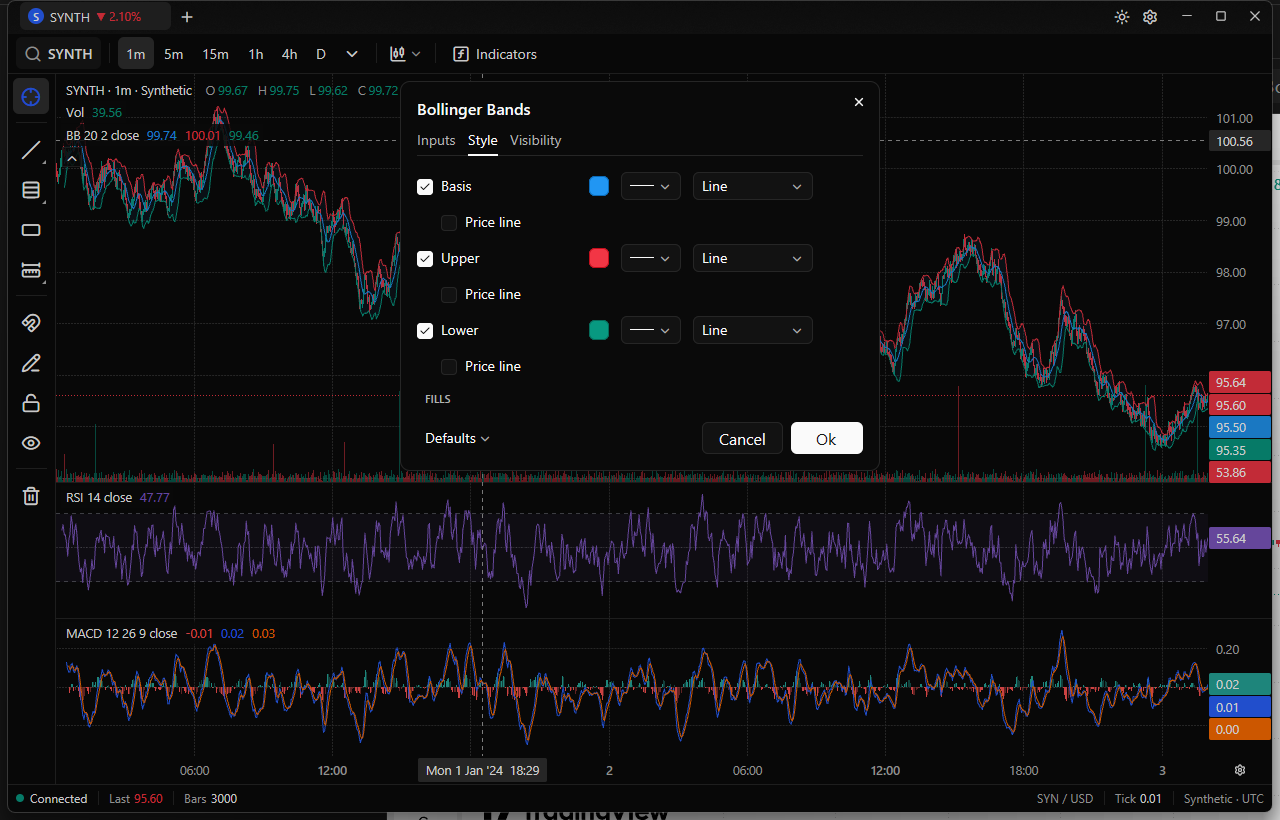 SYNTH ▼ 2.10% +
SYNTH 1m 5m 15m 1h 4h D Indicators
SYNTH · 1m · Synthetic O 99.67 H 99.75 L 99.62 C 99.72
Vol 39.56
BB 20 2 close 99.74 100.01 99.46
Bollinger Bands
Inputs Style Visibility
Basis Line
Price line
Upper Line
Price line
Lower Line
Price line
FILLS
Defaults Cancel Ok
101.00
100.56
100.00
99.00
98.00
97.00
95.64
95.60
95.50
95.35
53.86
RSI 14 close 47.77
55.64
MACD 12 26 9 close -0.01 0.02 0.03
0.20
0.02
0.01
0.00
06:00 12:00 Mon 1 Jan '24 18:29 2 06:00 12:00 18:00 3
Connected Last 95.60 Bars 3000 SYN / USD Tick 0.01 Synthetic · UTC
TradingView